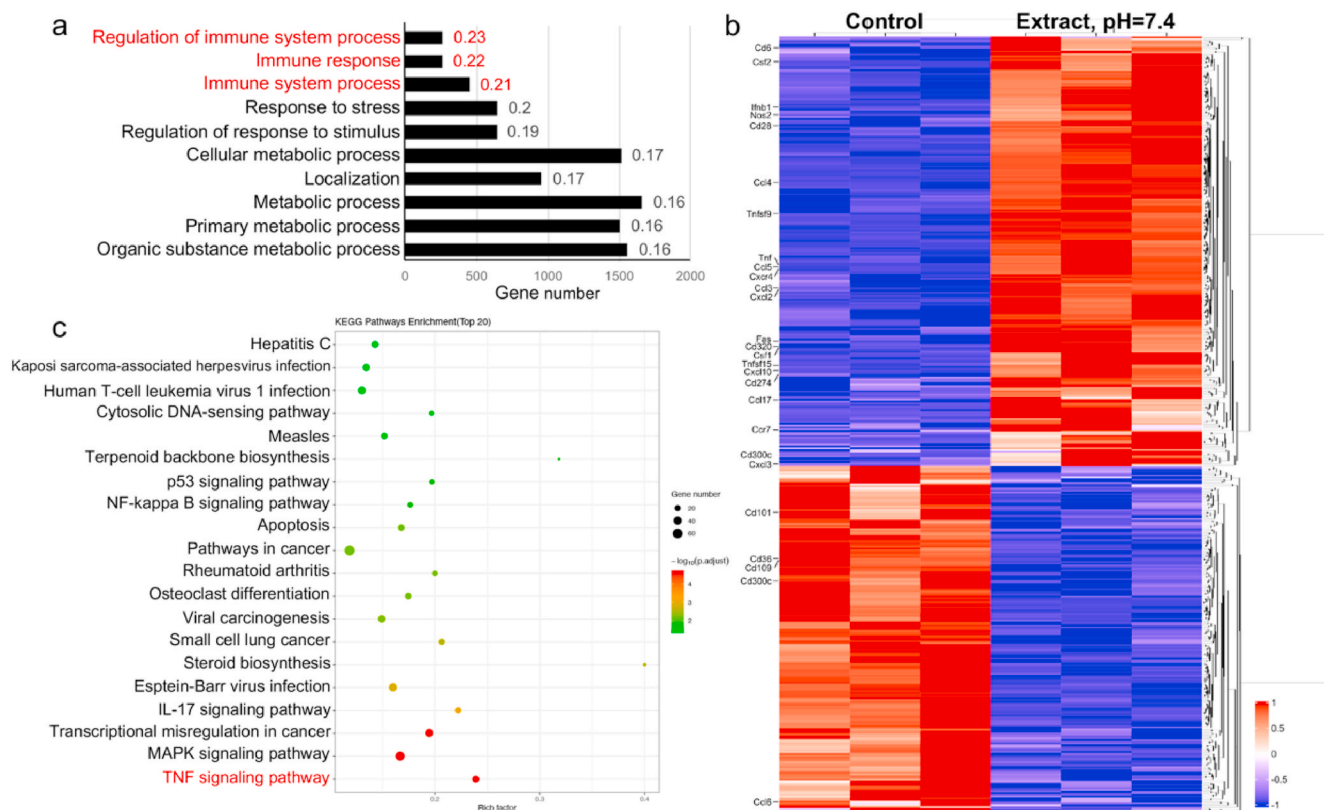 a
Regulation of immune system process 0.23
Immune response 0.22
Immune system process 0.21
Response to stress 0.2
Regulation of response to stimulus 0.19
Cellular metabolic process 0.17
Localization 0.17
Metabolic process 0.16
Primary metabolic process 0.16
Organic substance metabolic process 0.16
0 500 1000 1500 2000
Gene number
b
Control Extract, pH=7.4
Cd6
Csf2
Ifnb1
Nos2
Cd28
Ccl4
Tnfsf9
Tnf
Ccl5
Cxcr4
Ccl3
Cxcl2
Fas
Cd320
Csf1
Tnfsf15
Cxcl10
Cd274
Ccl17
Ccr7
Cd300c
Cxcl3
Cd101
Cd36
Cd109
Cd300c
Ccl6
1
0.5
0
-0.5
-1
c
KEGG Pathways Enrichment(Top 20)
Hepatitis C
Kaposi sarcoma-associated herpesvirus infection
Human T-cell leukemia virus 1 infection
Cytosolic DNA-sensing pathway
Measles
Terpenoid backbone biosynthesis
p53 signaling pathway
NF-kappa B signaling pathway
Apoptosis
Pathways in cancer
Rheumatoid arthritis
Osteoclast differentiation
Viral carcinogenesis
Small cell lung cancer
Steroid biosynthesis
Esptein-Barr virus infection
IL-17 signaling pathway
Transcriptional misregulation in cancer
MAPK signaling pathway
TNF signaling pathway
0.2 0.3 0.4
Rich factor
Gene number
20
40
60
-log10(p.adjust)
4
3
2